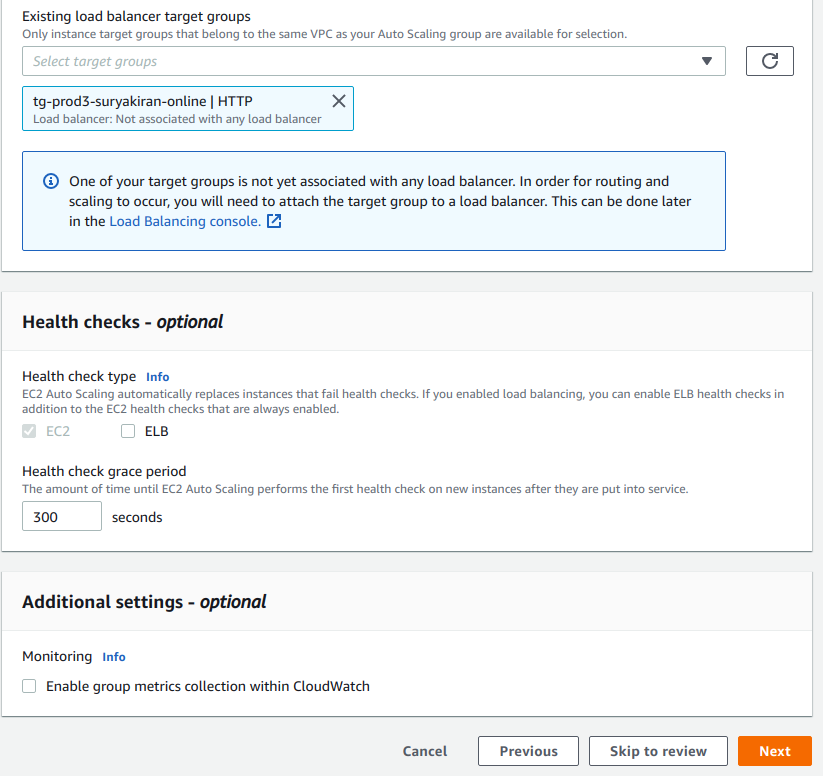 Existing load balancer target groups
Only instance target groups that belong to the same VPC as your Auto Scaling group are available for selection.
Select target groups
tg-prod3-suryakiran-online | HTTP
Load balancer: Not associated with any load balancer
One of your target groups is not yet associated with any load balancer. In order for routing and
scaling to occur, you will need to attach the target group to a load balancer. This can be done later
in the Load Balancing console.
Health checks - optional
Health check type Info
EC2 Auto Scaling automatically replaces instances that fail health checks. If you enabled load balancing, you can enable ELB health checks in
addition to the EC2 health checks that are always enabled.
EC2 ELB
Health check grace period
The amount of time until EC2 Auto Scaling performs the first health check on new instances after they are put into service.
300 seconds
Additional settings - optional
Monitoring Info
Enable group metrics collection within CloudWatch
Cancel Previous Skip to review Next